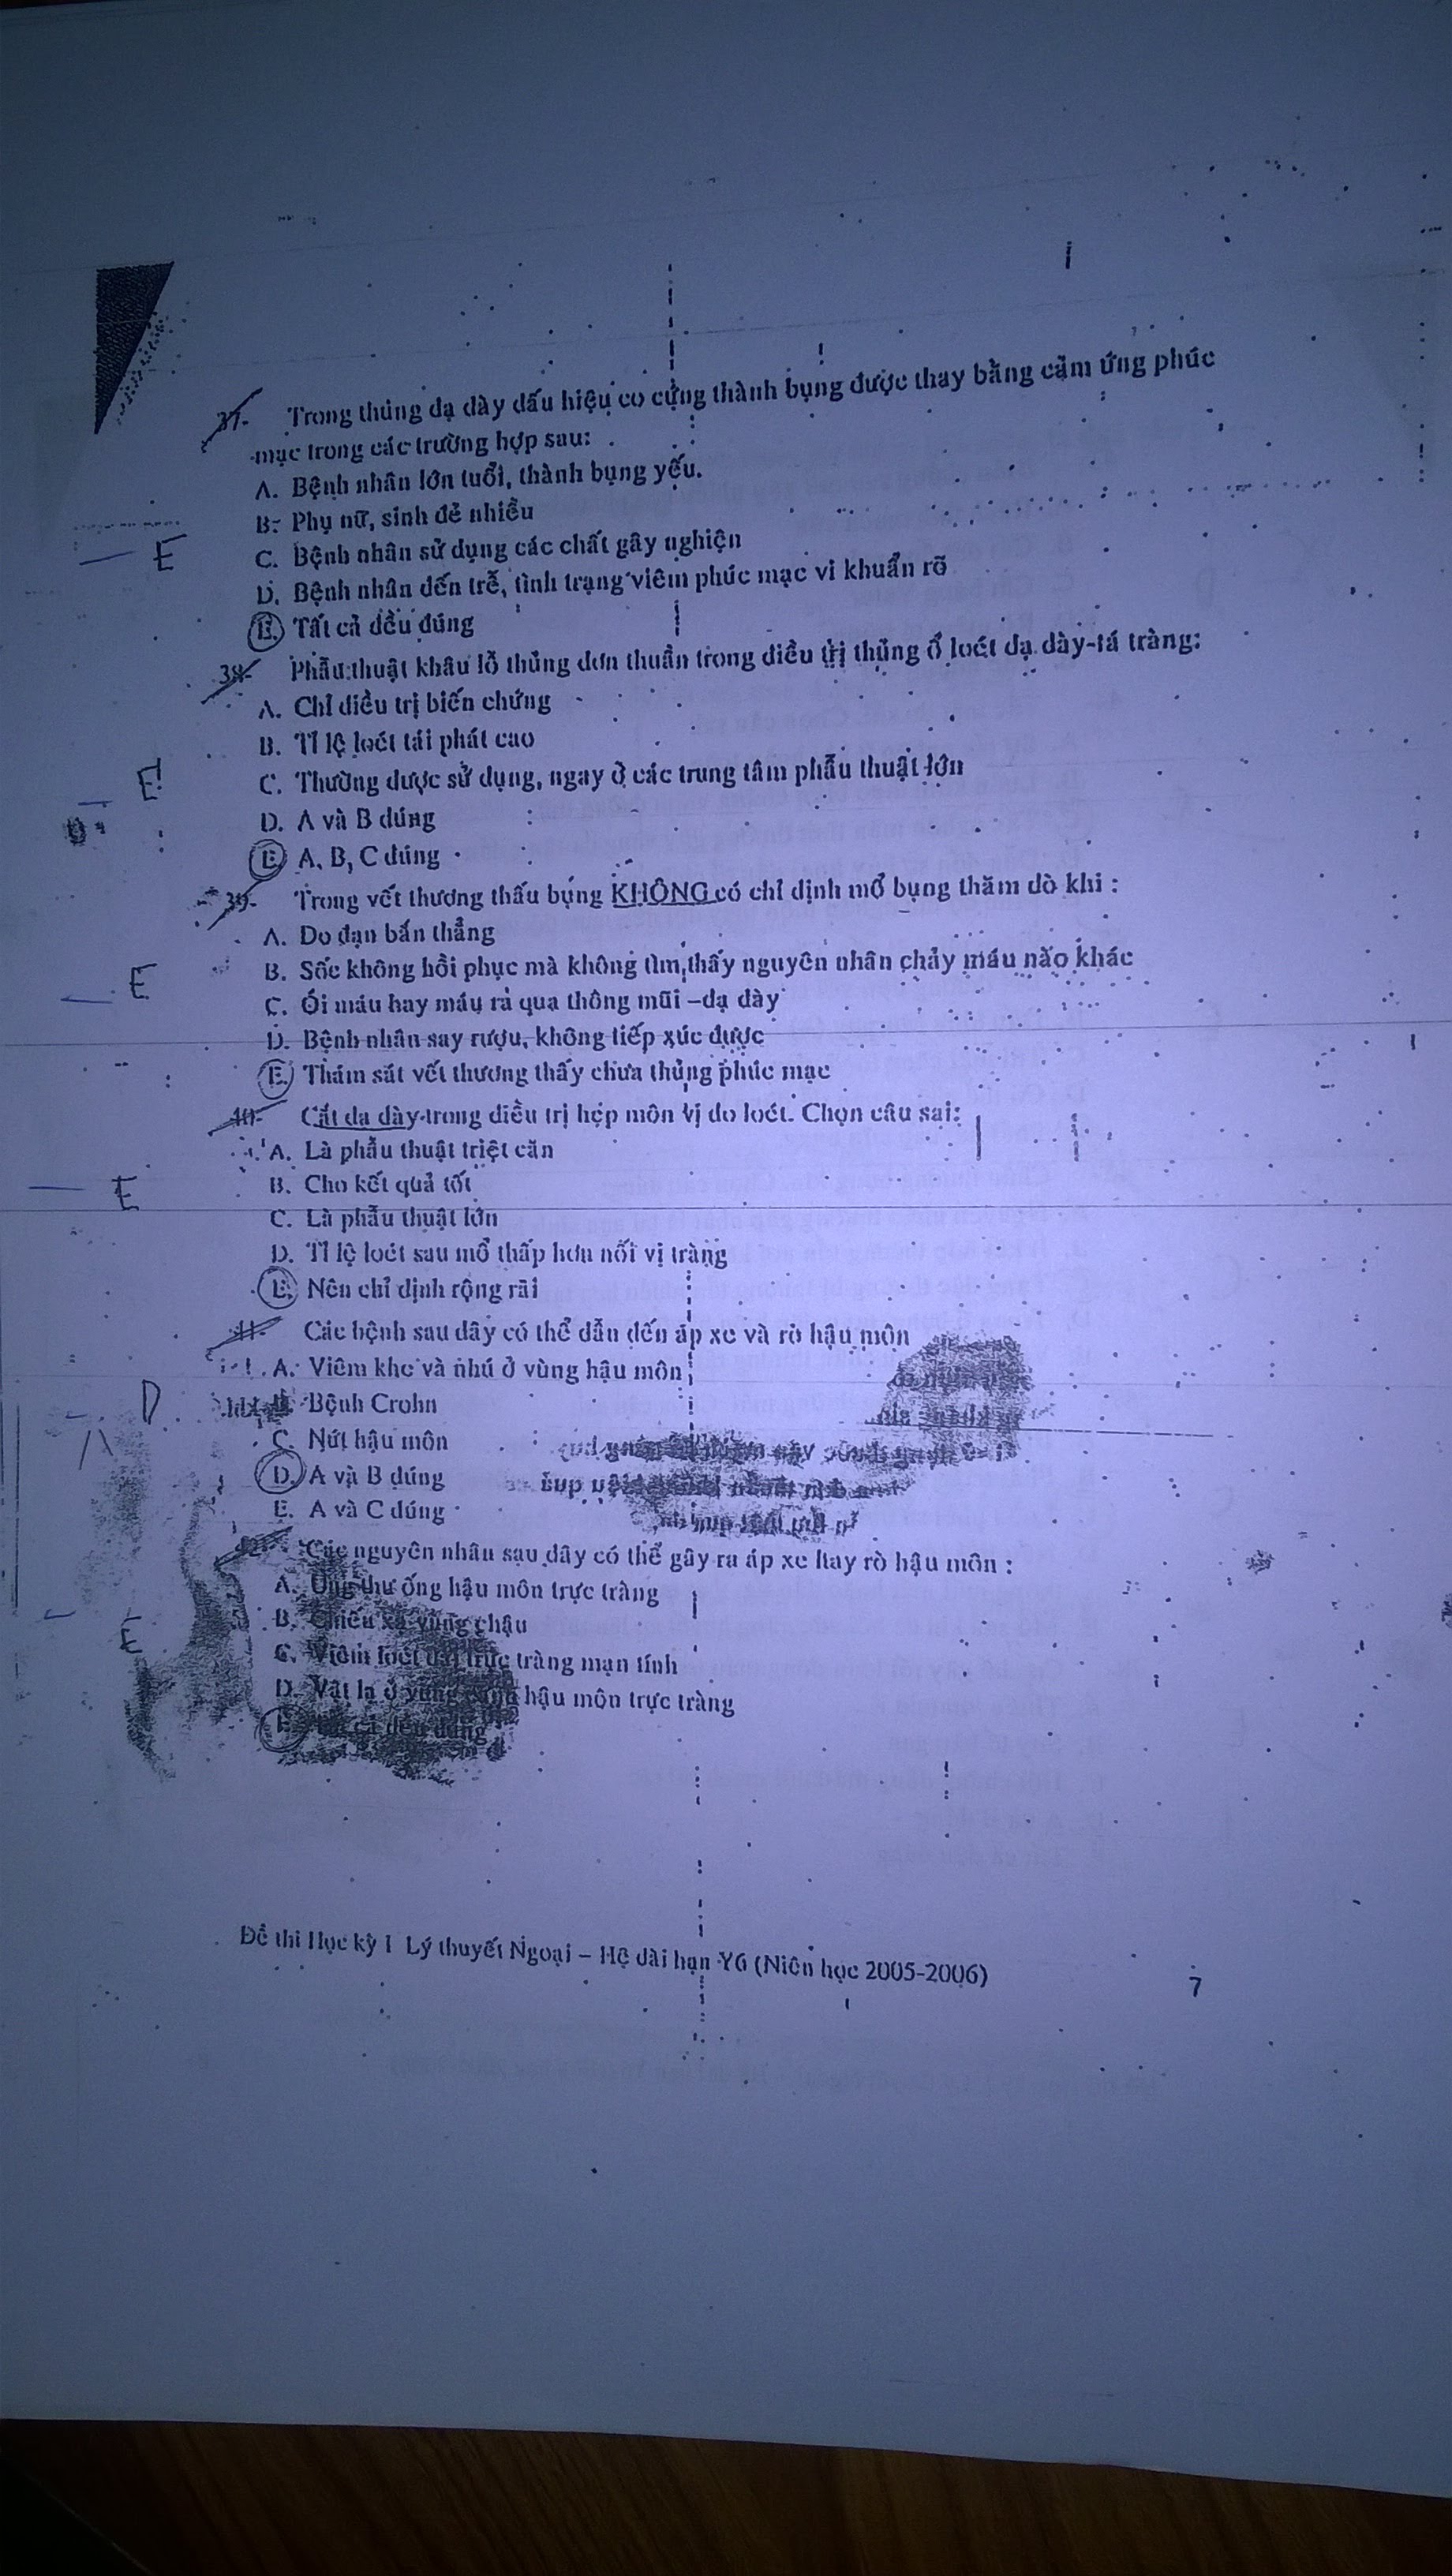 37. Trong thủng dạ dày dấu hiệu co cứng thành bụng được thay bằng cảm ứng phúc
mạc trong các trường hợp sau:
A. Bệnh nhân lớn tuổi, thành bụng yếu.
B. Phụ nữ, sinh đẻ nhiều
E
C. Bệnh nhân sử dụng các chất gây nghiện
D. Bệnh nhân đến trễ, tình trạng viêm phúc mạc vi khuẩn rõ
E. Tất cả đều đúng
38. Phẫu thuật khâu lỗ thủng đơn thuần trong điều trị thủng ổ loét dạ dày-tá tràng:
A. Chỉ điều trị biến chứng
B. Tỉ lệ loét tái phát cao
E
C. Thường được sử dụng, ngay ở các trung tâm phẫu thuật lớn
D. A và B đúng
E. A, B, C đúng
39. Trong vết thương thấu bụng KHÔNG có chỉ định mổ bụng thăm dò khi :
A. Do đạn bắn thẳng
B. Sốc không hồi phục mà không tìm thấy nguyên nhân chảy máu nào khác
E
C. Ói máu hay máu ra qua thông mũi –dạ dày
D. Bệnh nhân say rượu, không tiếp xúc được
E. Thám sát vết thương thấy chưa thủng phúc mạc
40. Cắt dạ dày trong điều trị hẹp môn vị do loét. Chọn câu sai:
A. Là phẫu thuật triệt căn
E
B. Cho kết quả tốt
C. Là phẫu thuật lớn
D. Tỉ lệ loét sau mổ thấp hơn nối vị tràng
E. Nên chỉ định rộng rãi
41. Các bệnh sau đây có thể dẫn đến áp xe và rò hậu môn
A. Viêm khe và nhú ở vùng hậu môn
D
B. Bệnh Crohn
C. Nứt hậu môn
D. A và B đúng
E. A và C đúng
42. Các nguyên nhân sau đây có thể gây ra áp xe hay rò hậu môn :
A. Ung thư ống hậu môn trực tràng
E
B. Chiếu xạ vùng chậu
C. Viêm loét đại trực tràng mạn tính
D. Vật lạ ở vùng hậu môn trực tràng
E. Tất cả đều đúng
Đề thi Học kỳ I Lý thuyết Ngoại – Hệ dài hạn Y6 (Niên học 2005-2006)
7